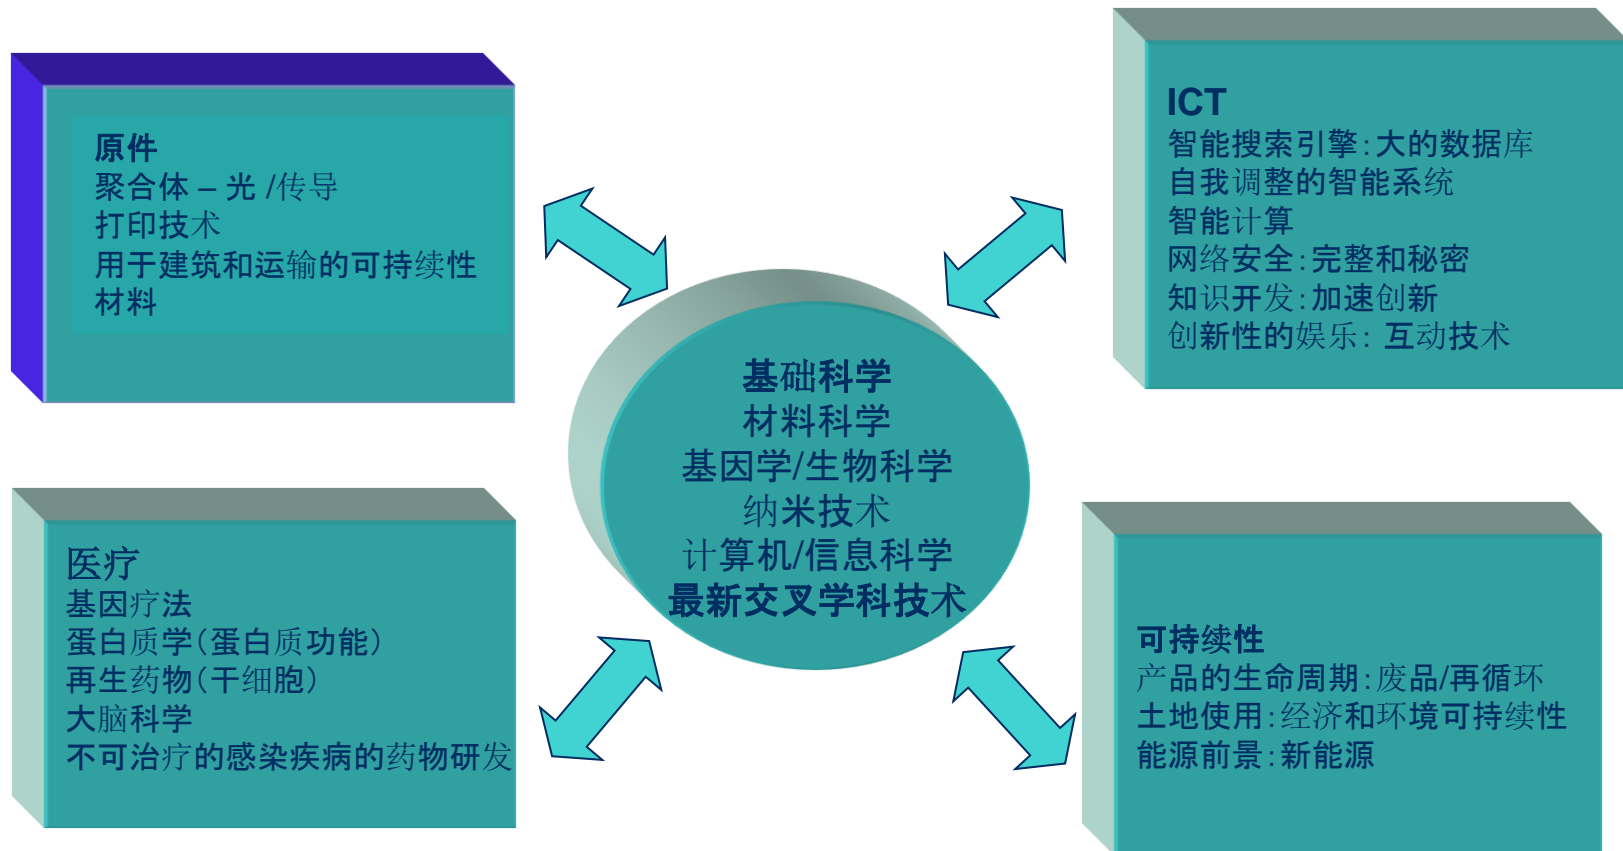 原件
聚合体 – 光 /传导
打印技术
用于建筑和运输的可持续性
材料
ICT
智能搜索引擎：大的数据库
自我调整的智能系统
智能计算
网络安全：完整和秘密
知识开发：加速创新
创新性的娱乐： 互动技术
基础科学
材料科学
基因学/生物科学
纳米技术
计算机/信息科学
最新交叉学科技术
医疗
基因疗法
蛋白质学（蛋白质功能）
再生药物（干细胞）
大脑科学
不可治疗的感染疾病的药物研发
可持续性
产品的生命周期：废品/再循环
土地使用：经济和环境可持续性
能源前景：新能源